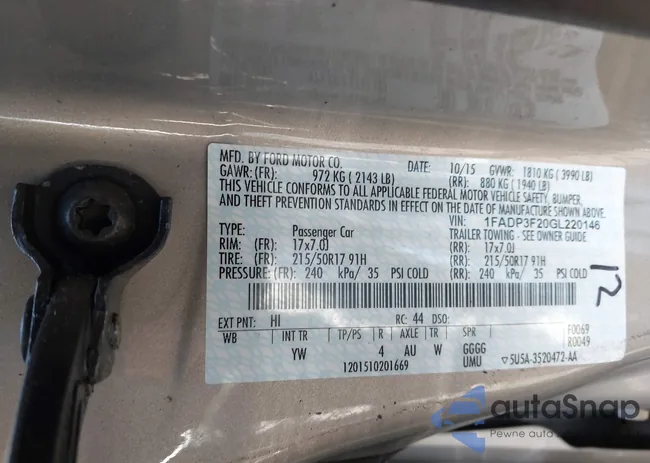 MFD. BY FORD MOTOR CO. DATE: 10/15 GVWR: 1810 KG ( 3990 LB)
GAWR: (FR): 972 KG ( 2143 LB) (RR): 880 KG ( 1940 LB)
THIS VEHICLE CONFORMS TO ALL APPLICABLE FEDERAL MOTOR VEHICLE SAFETY, BUMPER,
AND THEFT PREVENTION STANDARDS IN EFFECT ON THE DATE OF MANUFACTURE SHOWN ABOVE.
VIN: 1FADP3F20GL220146
TYPE: Passenger Car TRAILER TOWING - SEE OWNER GUIDE
RIM: (FR): 17x7.0J (RR): 17x7.0J
TIRE: (FR): 215/50R17 91H (RR): 215/50R17 91H
PRESSURE: (FR): 240 kPa/ 35 PSI COLD (RR): 240 kPa/ 35 PSI COLD
12
EXT PNT: HI RC: 44 DSO: F0069
WB INT TR TP/PS R AXLE TR SPR R0049
YW 4 AU W GGGG
UMU
1201510201669 5U5A-3520472-AA
autoSnap
Pewne auto